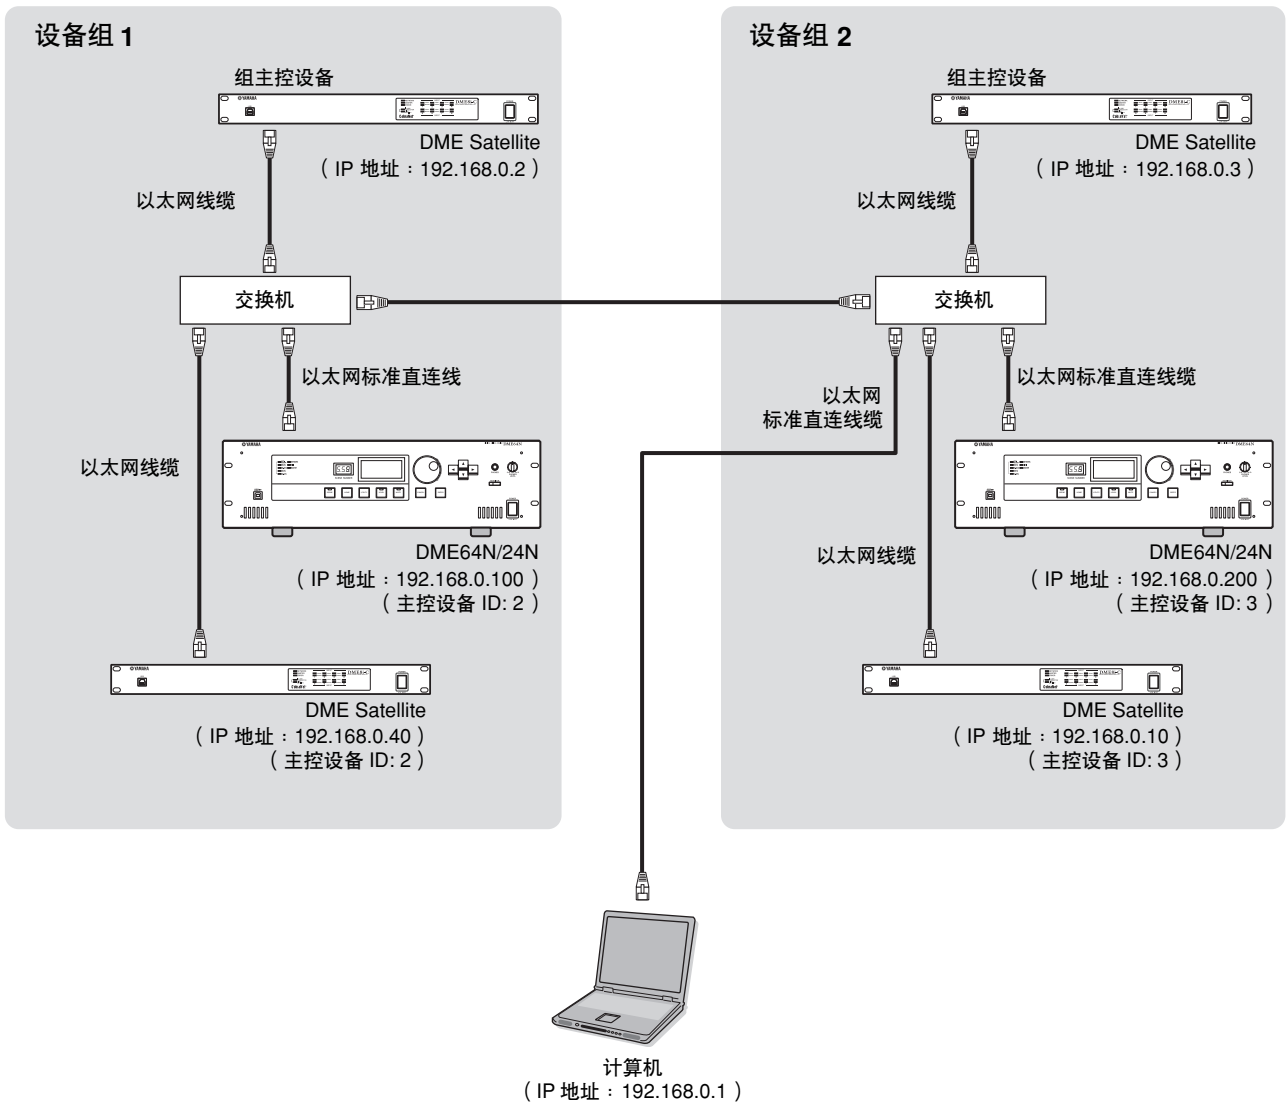 设备组 1
组主控设备
YAMAHA
DME Satellite
（ IP 地址：192.168.0.2 ）
以太网线缆
交换机
以太网标准直连线
以太网线缆
YAMAHA
DME64N
DME64N/24N
（ IP 地址：192.168.0.100 ）
（ 主控设备 ID: 2 ）
YAMAHA
DME Satellite
（ IP 地址：192.168.0.40 ）
（ 主控设备 ID: 2 ）
设备组 2
组主控设备
YAMAHA
DME Satellite
（ IP 地址：192.168.0.3 ）
以太网线缆
交换机
以太网
标准直连线缆
以太网标准直连线缆
以太网线缆
YAMAHA
DME64N
DME64N/24N
（ IP 地址：192.168.0.200 ）
（ 主控设备 ID: 3 ）
YAMAHA
DME Satellite
（ IP 地址：192.168.0.10 ）
（ 主控设备 ID: 3 ）
计算机
（ IP 地址：192.168.0.1 ）